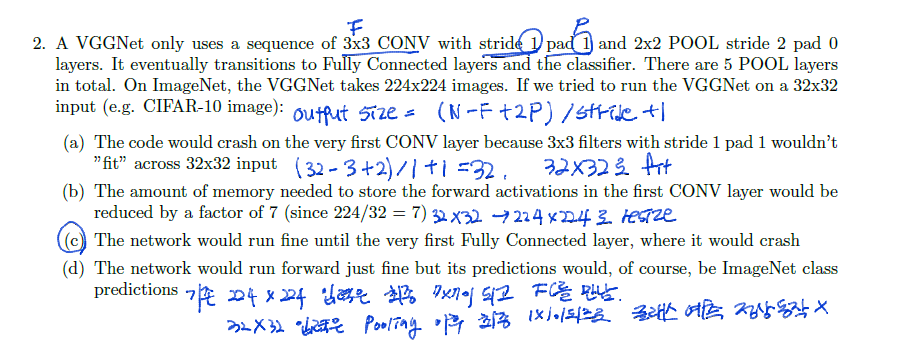 F P
2. A VGGNet only uses a sequence of 3x3 CONV with stride 1 pad 1 and 2x2 POOL stride 2 pad 0
layers. It eventually transitions to Fully Connected layers and the classifier. There are 5 POOL layers
in total. On ImageNet, the VGGNet takes 224x224 images. If we tried to run the VGGNet on a 32x32
input (e.g. CIFAR-10 image): output size = (N-F+2P)/stride +1
(a) The code would crash on the very first CONV layer because 3x3 filters with stride 1 pad 1 wouldn't
"fit" across 32x32 input (32-3+2)/1+1=32, 32x32로
(b) The amount of memory needed to store the forward activations in the first CONV layer would be
reduced by a factor of 7 (since 224/32 = 7) 32x32 → 224x224로 resize
(c) The network would run fine until the very first Fully Connected layer, where it would crash
(d) The network would run forward just fine but its predictions would, of course, be ImageNet class
predictions 기존 224 x 224 입력은 최종 7x7이 되고 FC를 만남.
32x32 입력은 Pooling 이후 최종 1x1이되므로 클래스 예측 정상동작 X